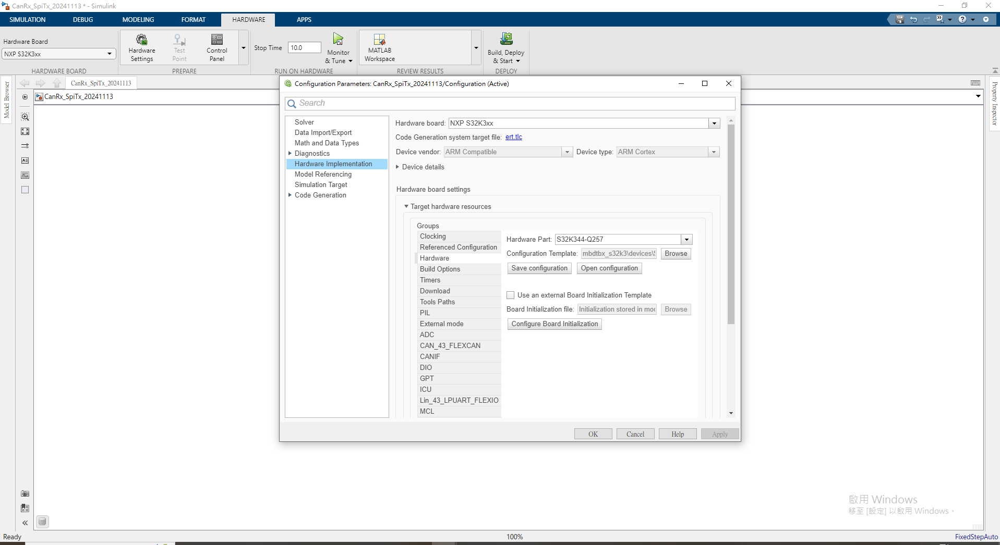 CanRx_SpiTx_20241113 * - Simulink
SIMULATION DEBUG MODELING FORMAT HARDWARE APPS
Hardware Board
NXP S32K3xx
HARDWARE BOARD
Hardware Settings
Test Point
Control Panel
PREPARE
Stop Time 10.0
Monitor & Tune
RUN ON HARDWARE
MATLAB Workspace
REVIEW RESULTS
Build, Deploy & Start
DEPLOY
Model Browser
CanRx_SpiTx_20241113
CanRx_SpiTx_20241113
Property Inspector
Configuration Parameters: CanRx_SpiTx_20241113/Configuration (Active)
Search
Solver
Data Import/Export
Math and Data Types
Diagnostics
Hardware Implementation
Model Referencing
Simulation Target
Code Generation
Hardware board: NXP S32K3xx
Code Generation system target file: ert.tlc
Device vendor: ARM Compatible Device type: ARM Cortex
Device details
Hardware board settings
Target hardware resources
Groups
Clocking
Referenced Configuration
Hardware
Build Options
Timers
Download
Tools Paths
PIL
External mode
ADC
CAN_43_FLEXCAN
CANIF
DIO
GPT
ICU
Lin_43_LPUART_FLEXIO
MCL
Hardware Part: S32K344-Q257
Configuration Template: mbdtbx_s32k3\devices\ Browse
Save configuration Open configuration
Use an external Board Initialization Template
Board Initialization file: Initialization stored in mo Browse
Configure Board Initialization
OK Cancel Help Apply
啟用 Windows
移至 [設定] 以啟用 Windows。
Ready 100% FixedStepAuto